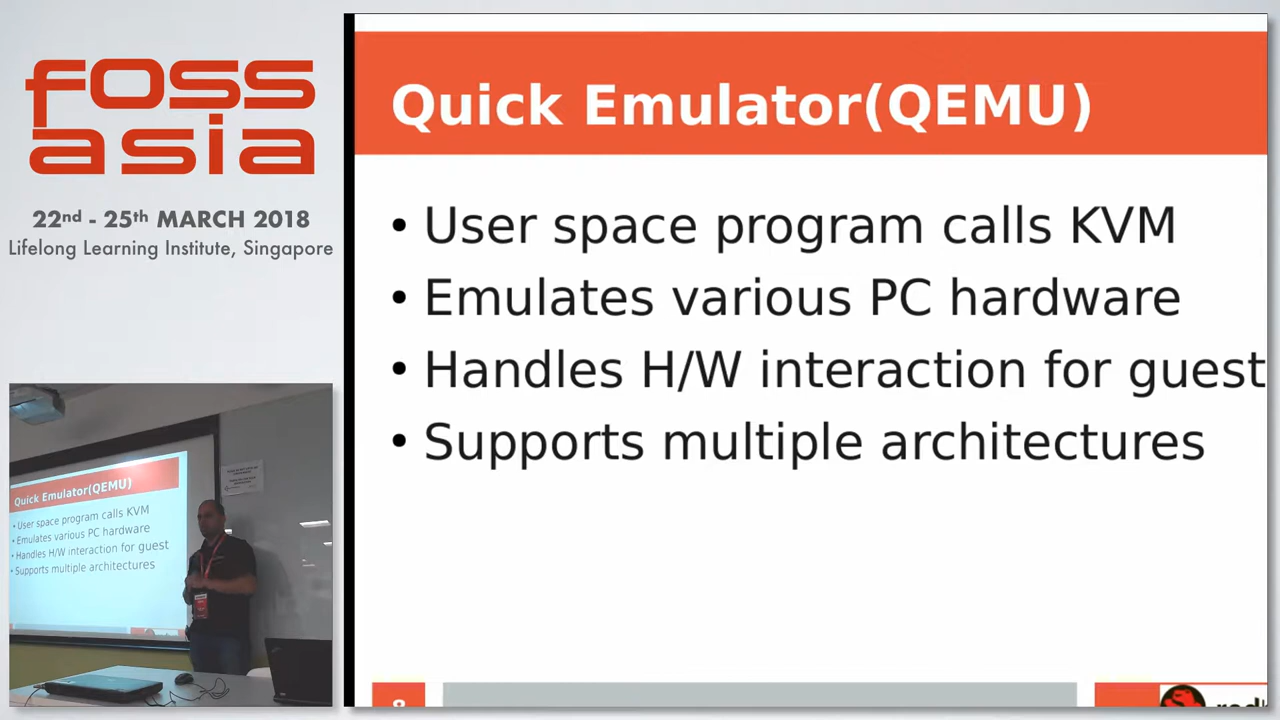 foss
asia
22nd - 25th MARCH 2018
Lifelong Learning Institute, Singapore
Quick Emulator(QEMU)
• User space program calls KVM
• Emulates various PC hardware
• Handles H/W interaction for guest
• Supports multiple architectures
Quick Emulator(QEMU)
• User space program calls KVM
• Emulates various PC hardware
• Handles H/W interaction for guest
• Supports multiple architectures